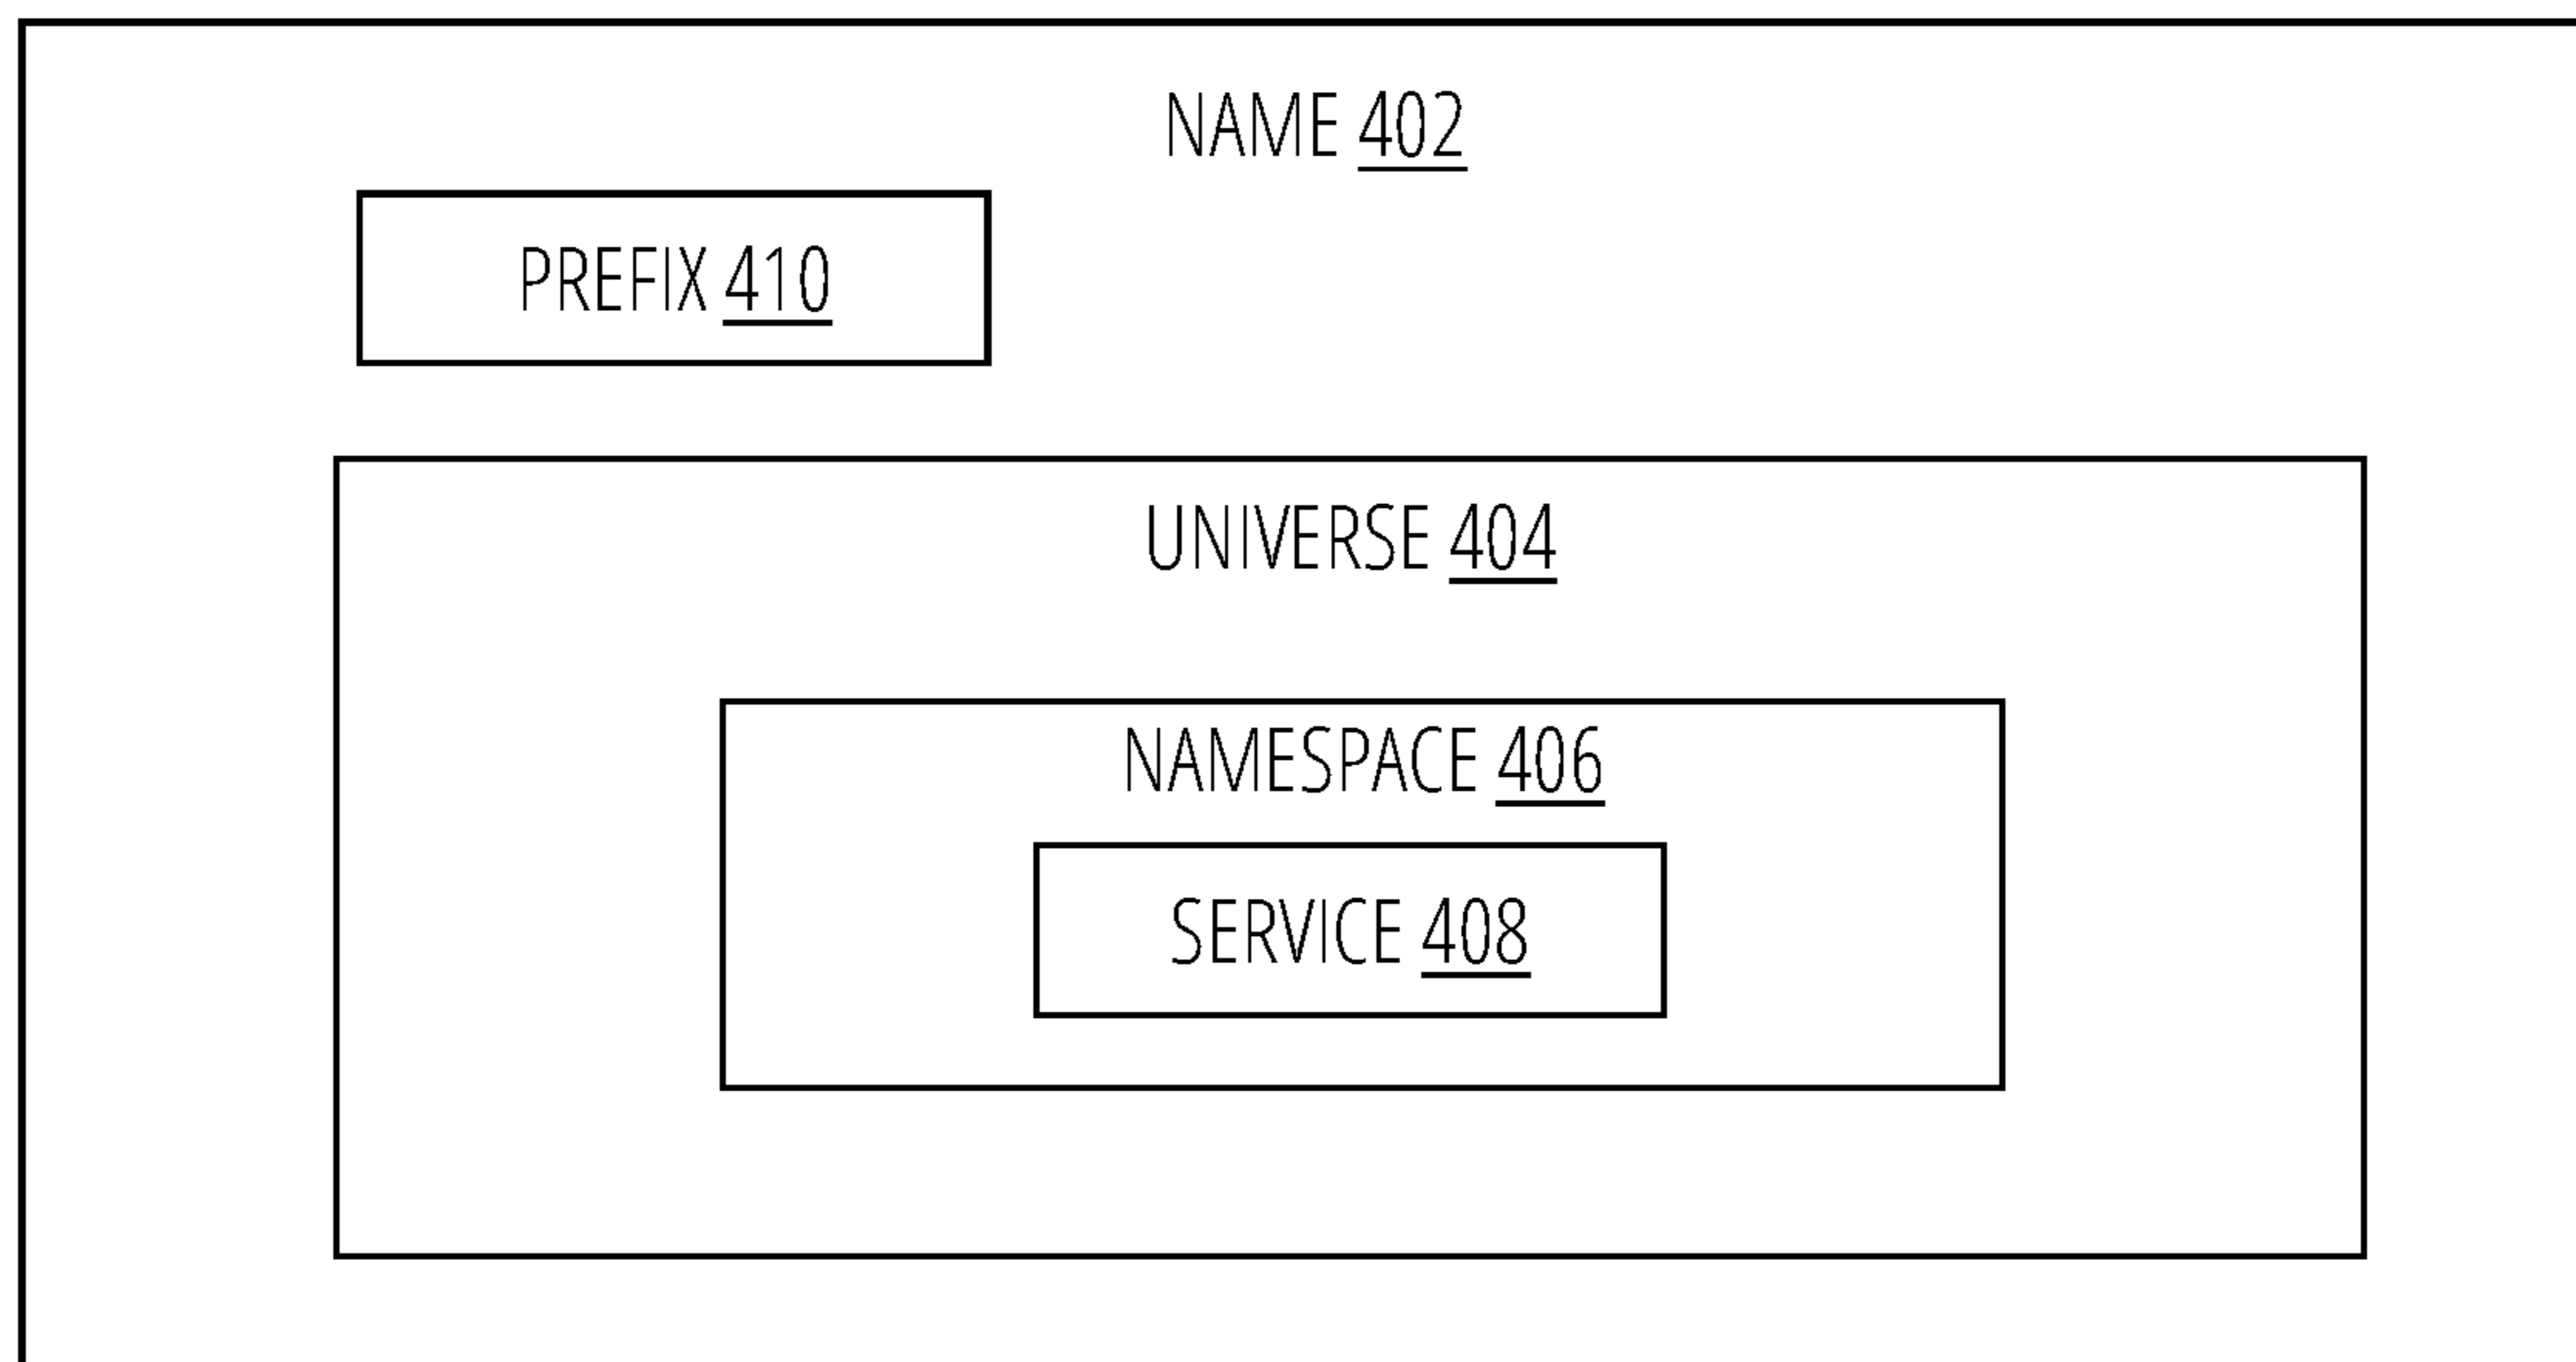 NAME 402
PREFIX 410
UNIVERSE 404
NAMESPACE 406
SERVICE 408